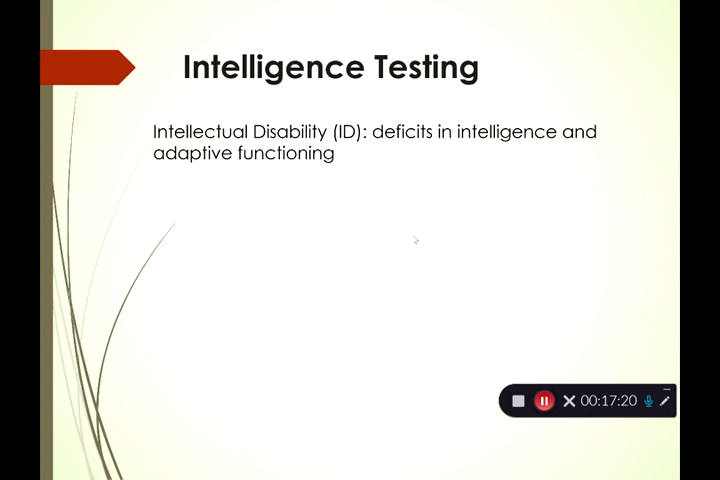 Intelligence Testing
Intellectual Disability (ID): deficits in intelligence and
adaptive functioning
00:17:20